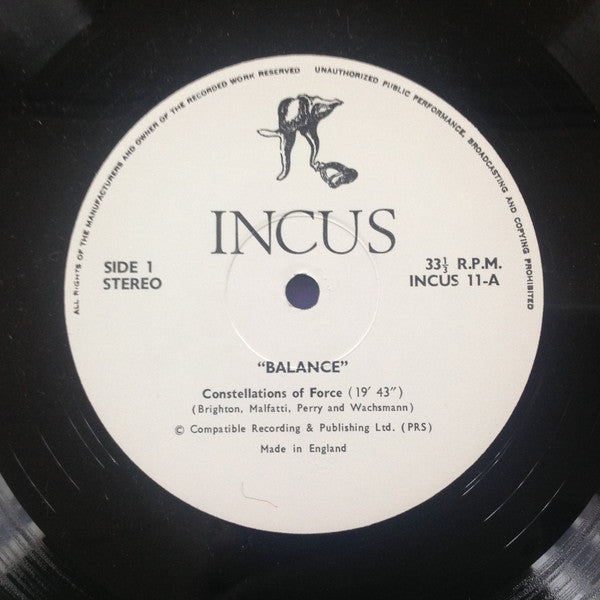 ALL RIGHTS OF THE MANUFACTURERS AND OWNER OF THE RECORDED WORK RESERVED UNAUTHORIZED PUBLIC PERFORMANCE, BROADCASTING AND COPYING PROHIBITED
INCUS
SIDE 1
STEREO
33⅓ R.P.M.
INCUS 11-A
“BALANCE”
Constellations of Force (19′ 43″)
(Brighton, Malfatti, Perry and Wachsmann)
© Compatible Recording & Publishing Ltd. (PRS)
Made in England